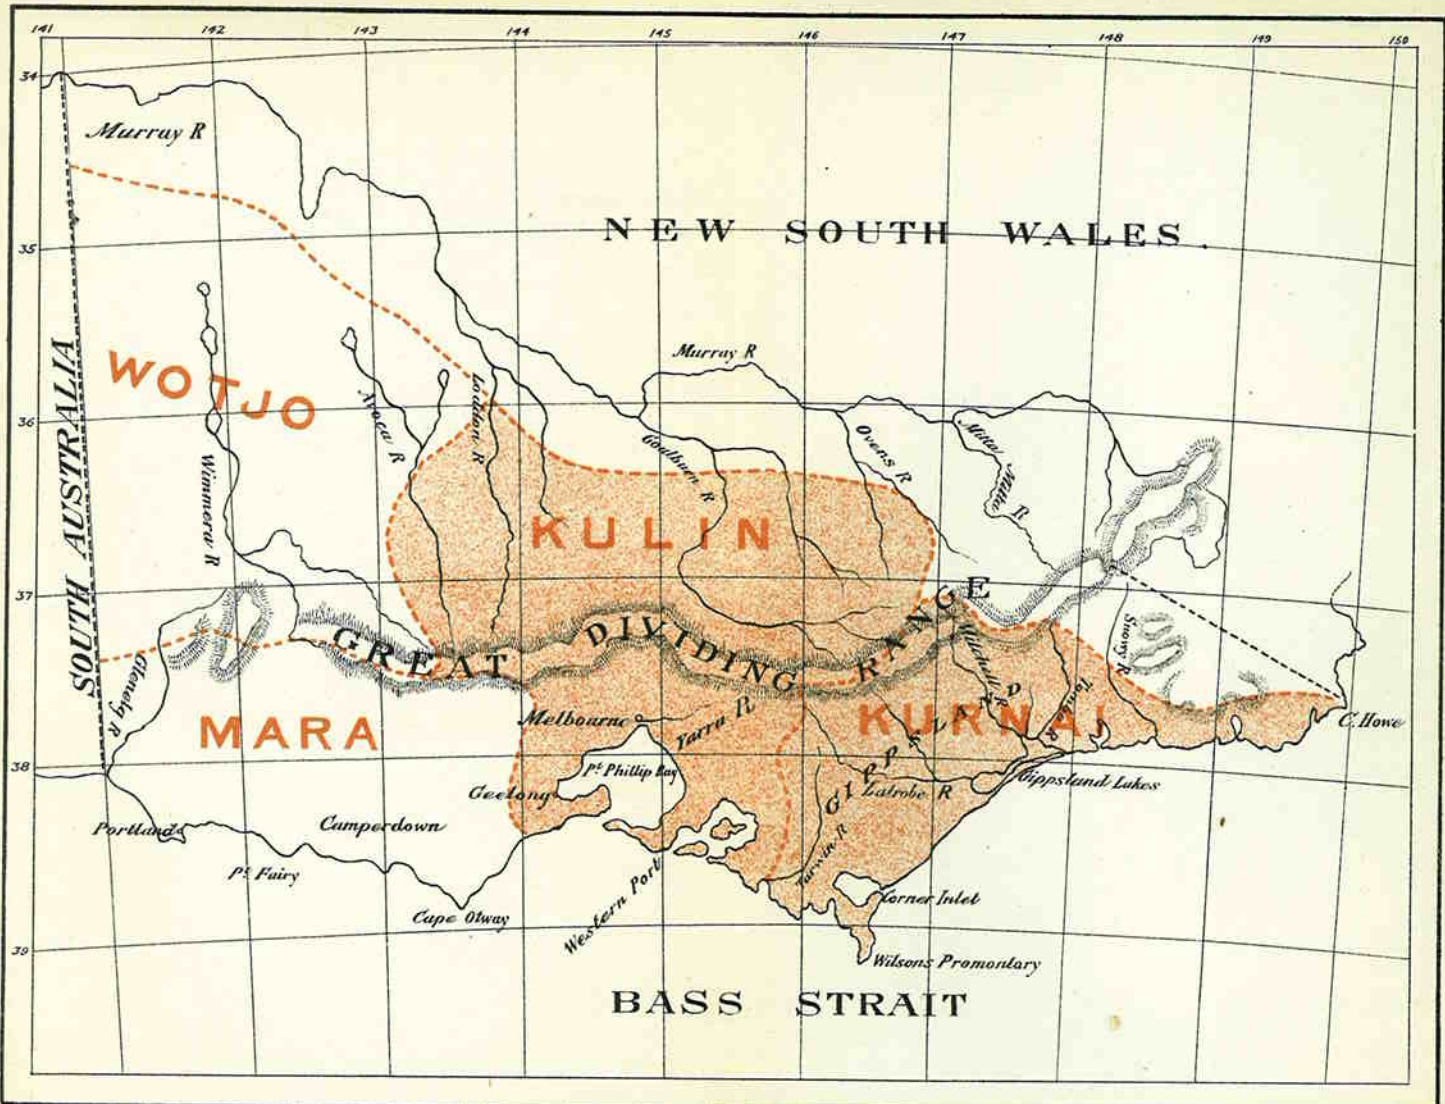 141 142 143 144 145 146 147 148 149 150
34
Murray R
NEW SOUTH WALES.
35
SOUTH AUSTRALIA
WOTJO
Murray R
Avoca R
Loddon R
36
Wimmera R
Goulburn R
Ovens R
Mitta Mitta R
KULIN
37
GREAT DIVIDING RANGE
Glenelg R
Mitchell R
Snowy R
Tambo R
MARA
Melbourne
Yarra R
KURNAI
GIPPSLAND
C. Howe
38
Pt. Phillip Bay
Geelong
Latrobe R
Gippsland Lakes
Portland
Camperdown
Pt. Fairy
Tarwin R
Western Port
Corner Inlet
Cape Otway
39
Wilsons Promontary
BASS STRAIT